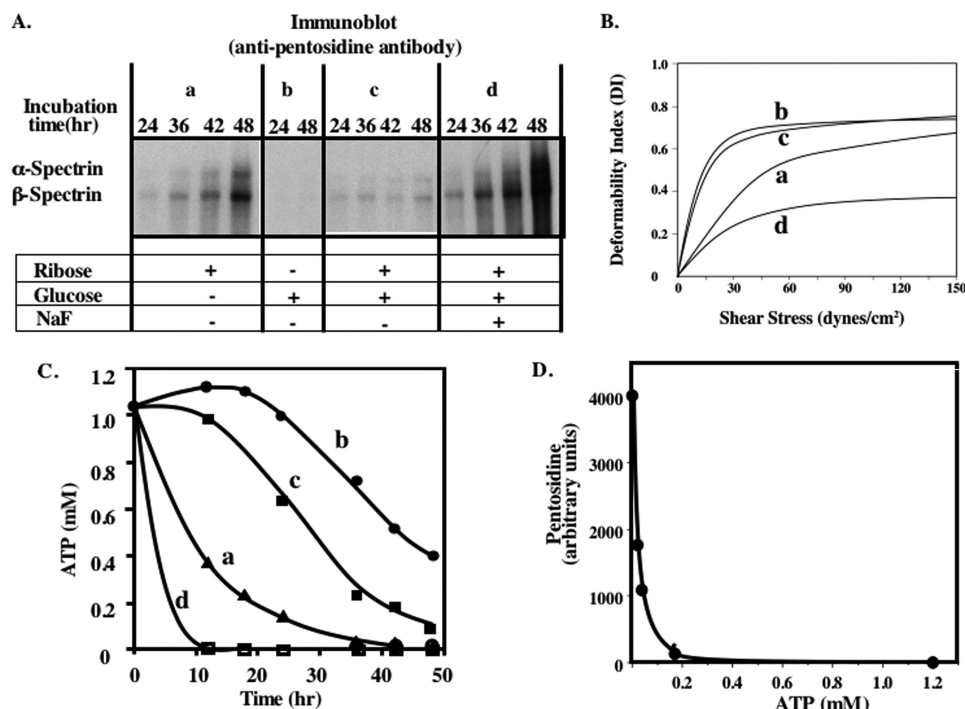 A.
Immunoblot
(anti-pentosidine antibody)
a b c d
Incubation
time(hr) 24 36 42 48 24 48 24 36 42 48 24 36 42 48
α-Spectrin
β-Spectrin
Ribose + - + +
Glucose - + + +
NaF - - - +
B.
Deformability Index (DI)
1.0
0.8
0.6
0.4
0.2
0
b
c
a
d
0 30 60 90 120 150
Shear Stress (dynes/cm²)
C.
ATP (mM)
1.2
1.0
0.8
0.6
0.4
0.2
0
b
c
a
d
0 10 20 30 40 50
Time (hr)
D.
Pentosidine
(arbitrary units)
4000
3000
2000
1000
0
0.2 0.4 0.6 0.8 1.0 1.2
ATP (mM)